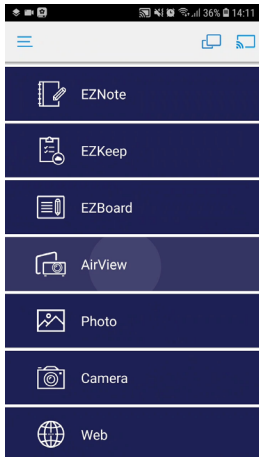 36% 14:11
EZNote
EZKeep
EZBoard
AirView
Photo
Camera
Web